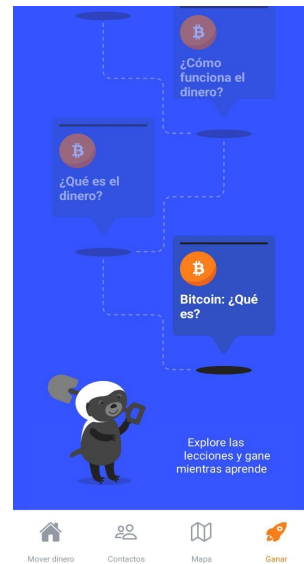 ¿Cómo
funciona el
dinero?
¿Qué es el
dinero?
Bitcoin: ¿Qué
es?
Explore las
lecciones y gane
mientras aprende
Mover dinero
Contactos
Mapa
Ganar